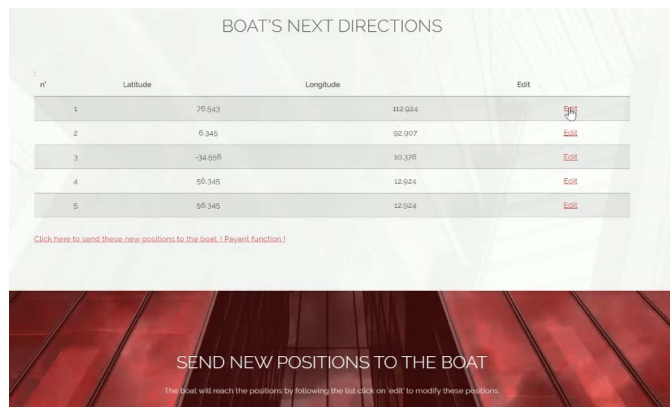 BOAT'S NEXT DIRECTIONS
:
n° Latitude Longitude Edit
1 76.543 112.924 Edit
2 6.345 92.907 Edit
3 -34.556 10.376 Edit
4 56.345 12.924 Edit
5 56.345 12.924 Edit
Click here to send these new positions to the boat. ! Payant function !
SEND NEW POSITIONS TO THE BOAT
The boat will reach the positions by following the list click on 'edit' to modify these positions.